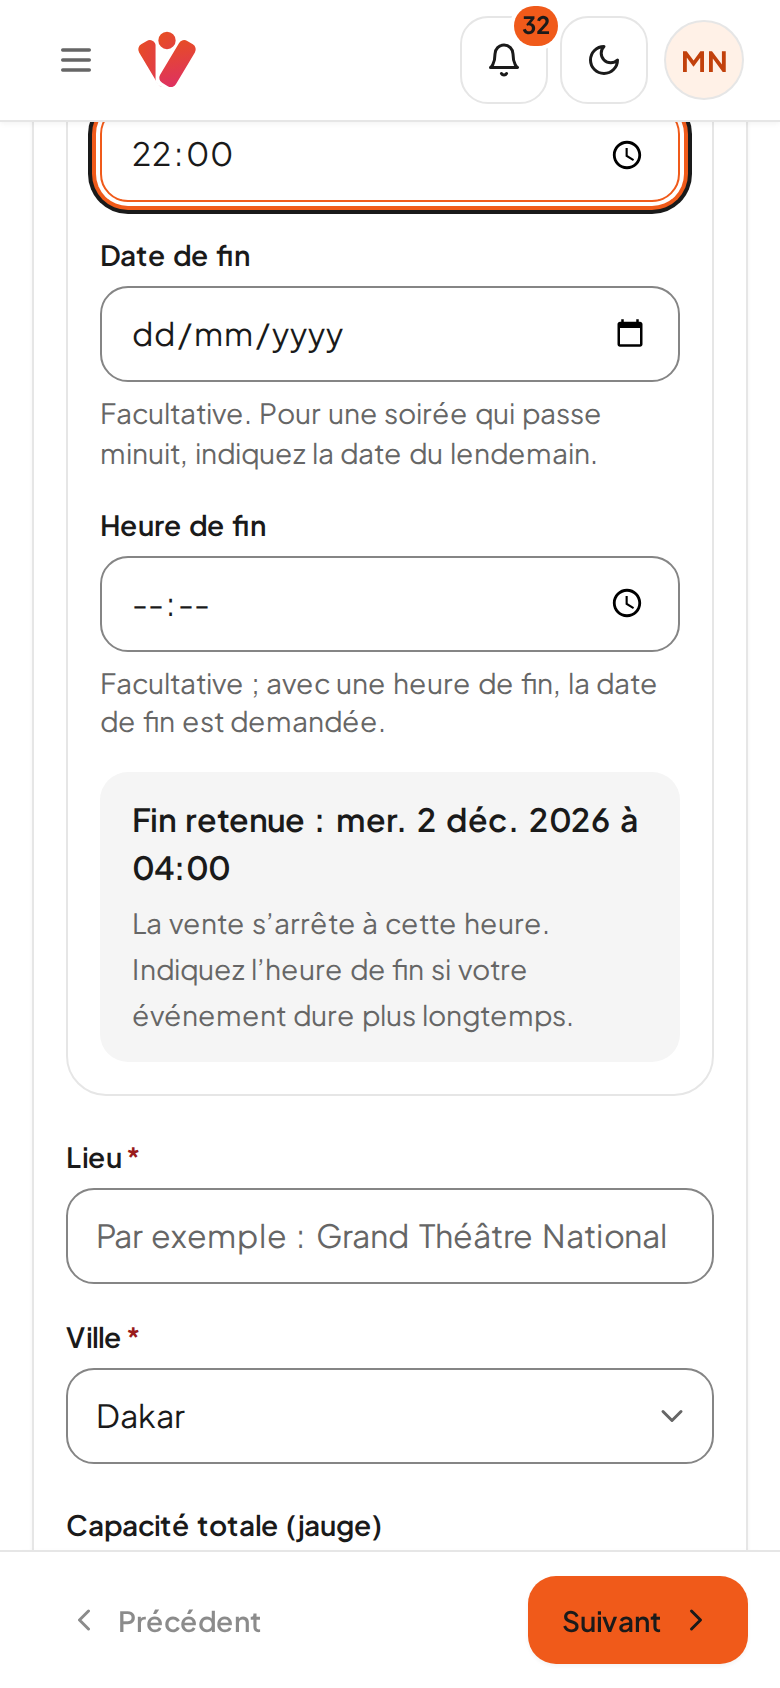 32
MN
22:00
Date de fin
dd/mm/yyyy
Facultative. Pour une soirée qui passe
minuit, indiquez la date du lendemain.
Heure de fin
--:--
Facultative ; avec une heure de fin, la date
de fin est demandée.
Fin retenue : mer. 2 déc. 2026 à
04:00
La vente s’arrête à cette heure.
Indiquez l’heure de fin si votre
événement dure plus longtemps.
Lieu *
Par exemple : Grand Théâtre National
Ville *
Dakar
Capacité totale (jauge)
Précédent
Suivant